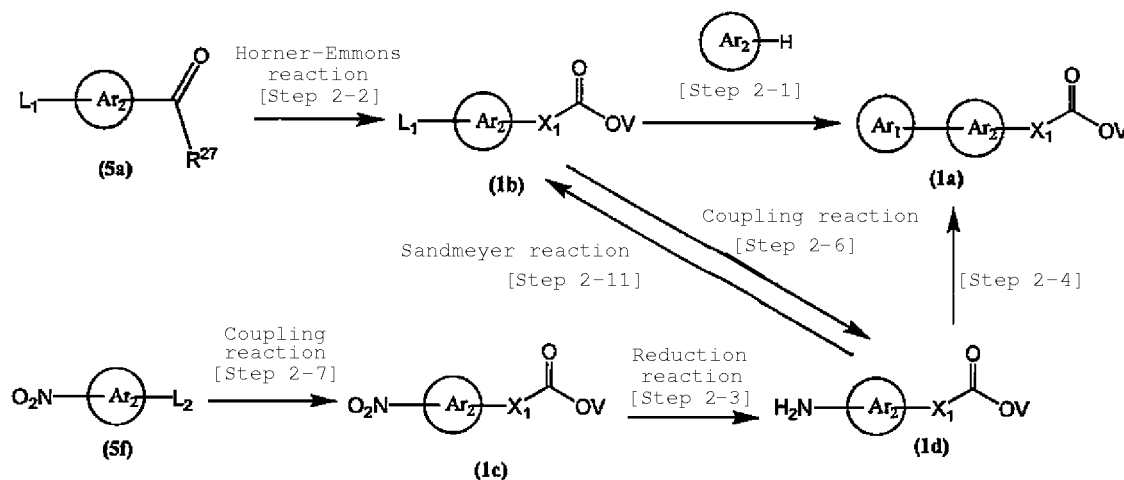 Horner-Emmons
reaction
[Step 2-2]
L₁ Ar₂ O R²⁷
(5a)
L₁ Ar₂ X₁ O OV
(1b)
Ar₂ H
[Step 2-1]
Ar₁ Ar₂ X₁ O OV
(1a)
Coupling reaction
[Step 2-6]
Sandmeyer reaction
[Step 2-11]
[Step 2-4]
Coupling
reaction
[Step 2-7]
O₂N Ar₂ L₂
(5f)
O₂N Ar₂ X₁ O OV
(1c)
Reduction
reaction
[Step 2-3]
H₂N Ar₂ X₁ O OV
(1d)